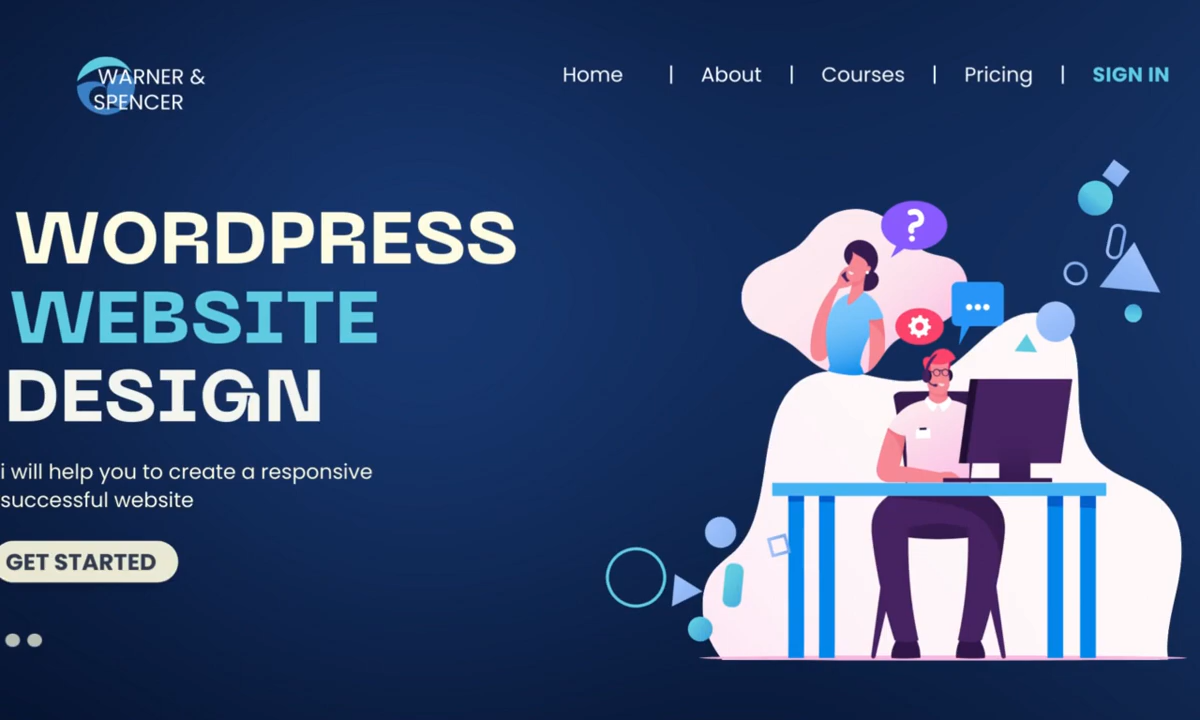 WARNER &
SPENCER
Home | About | Courses | Pricing | SIGN IN
WORDPRESS
WEBSITE
DESIGN
i will help you to create a responsive
successful website
GET STARTED
?
...